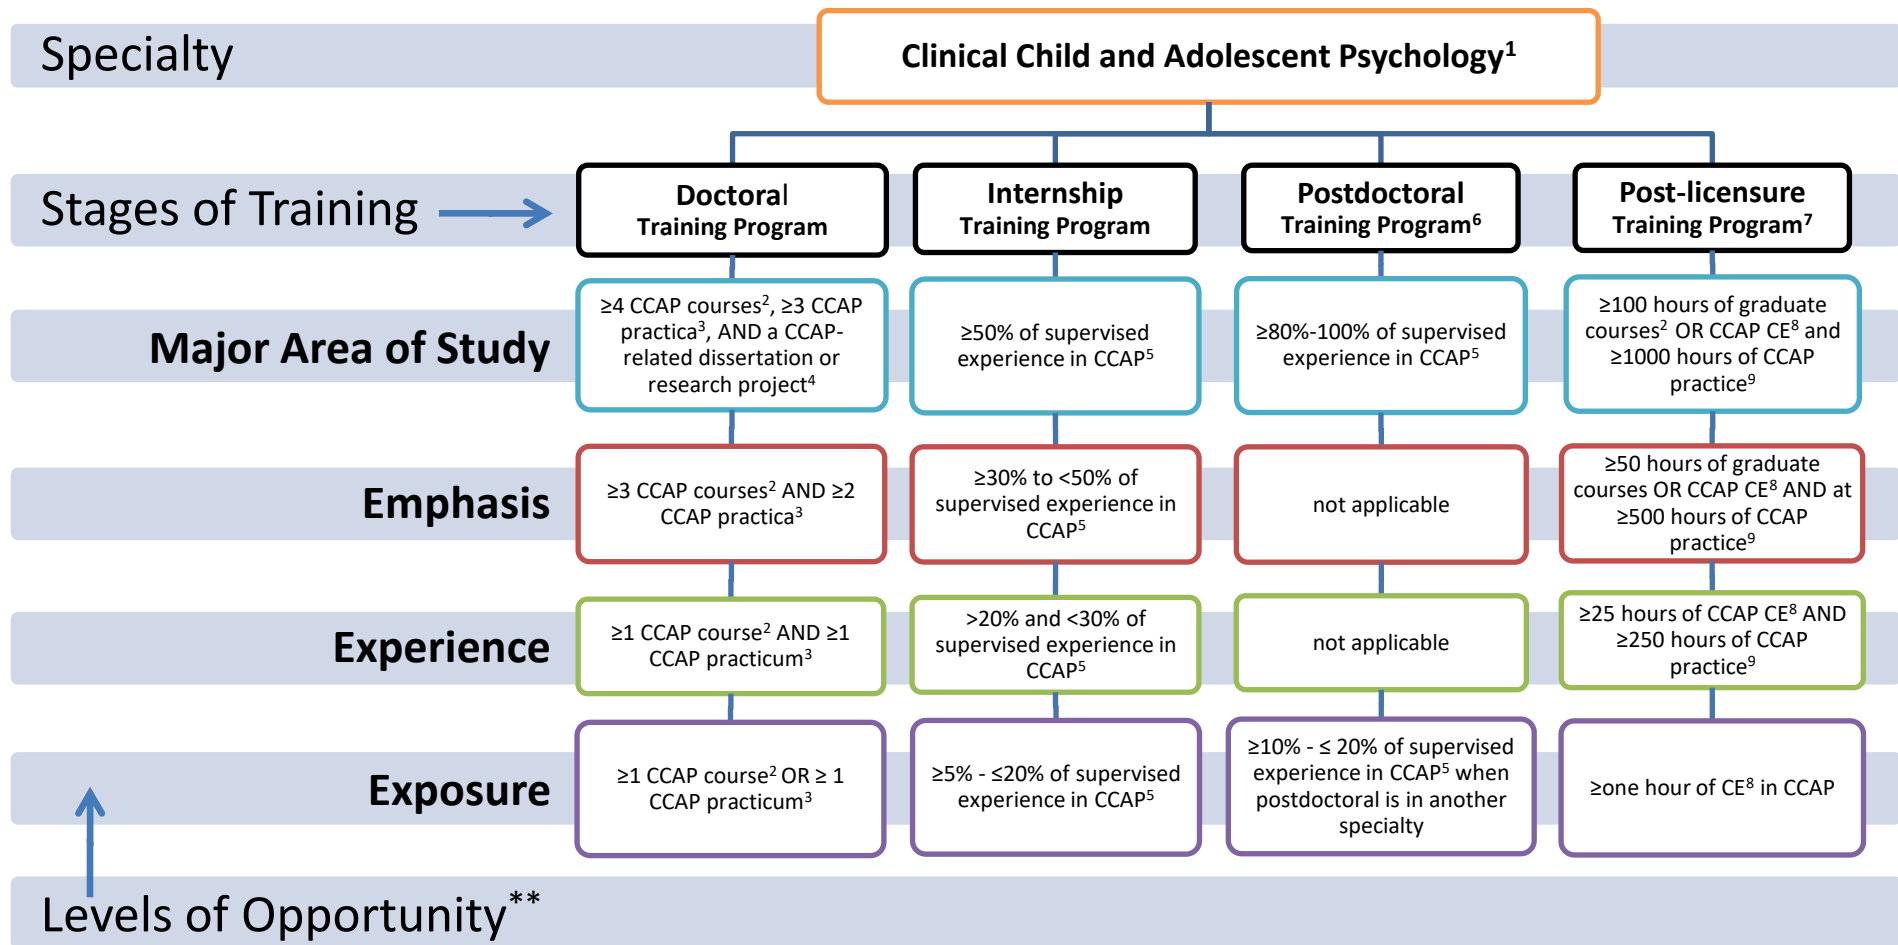 Specialty
Clinical Child and Adolescent Psychology¹
Stages of Training
Doctoral
Training Program
Internship
Training Program
Postdoctoral
Training Program⁶
Post-licensure
Training Program⁷
Major Area of Study
≥4 CCAP courses², ≥3 CCAP
practica³, AND a CCAP-
related dissertation or
research project⁴
≥50% of supervised
experience in CCAP⁵
≥80%-100% of supervised
experience in CCAP⁵
≥100 hours of graduate
courses² OR CCAP CE⁸ and
≥1000 hours of CCAP
practice⁹
Emphasis
≥3 CCAP courses² AND ≥2
CCAP practica³
≥30% to <50% of
supervised experience in
CCAP⁵
not applicable
≥50 hours of graduate
courses OR CCAP CE⁸ AND at
≥500 hours of CCAP
practice⁹
Experience
≥1 CCAP course² AND ≥1
CCAP practicum³
>20% and <30% of
supervised experience in
CCAP⁵
not applicable
≥25 hours of CCAP CE⁸ AND
≥250 hours of CCAP
practice⁹
Exposure
≥1 CCAP course² OR ≥ 1
CCAP practicum³
≥5% - ≤20% of supervised
experience in CCAP⁵
≥10% - ≤ 20% of supervised
experience in CCAP⁵ when
postdoctoral is in another
specialty
≥one hour of CE⁸ in CCAP
Levels of Opportunity**